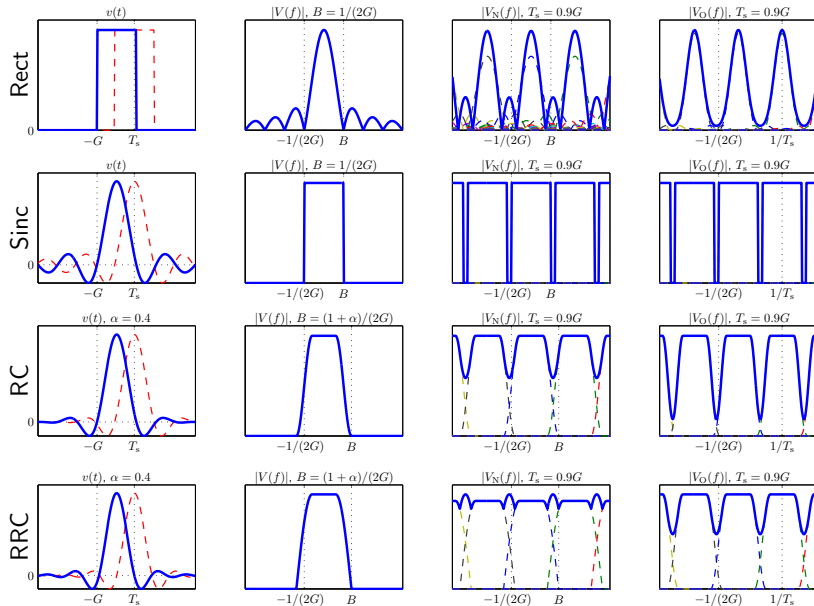 v(t)
|V(f)|, B = 1/(2G)
|V_N(f)|, T_s = 0.9G
|V_O(f)|, T_s = 0.9G
Rect
0
−G T_s
−1/(2G) B
−1/(2G) B
−1/(2G) 1/T_s
v(t)
|V(f)|, B = 1/(2G)
|V_N(f)|, T_s = 0.9G
|V_O(f)|, T_s = 0.9G
Sinc
0
−G T_s
−1/(2G) B
−1/(2G) B
−1/(2G) 1/T_s
v(t), α = 0.4
|V(f)|, B = (1 + α)/(2G)
|V_N(f)|, T_s = 0.9G
|V_O(f)|, T_s = 0.9G
RC
0
−G T_s
−1/(2G) B
−1/(2G) B
−1/(2G) 1/T_s
v(t), α = 0.4
|V(f)|, B = (1 + α)/(2G)
|V_N(f)|, T_s = 0.9G
|V_O(f)|, T_s = 0.9G
RRC
0
−G T_s
−1/(2G) B
−1/(2G) B
−1/(2G) 1/T_s